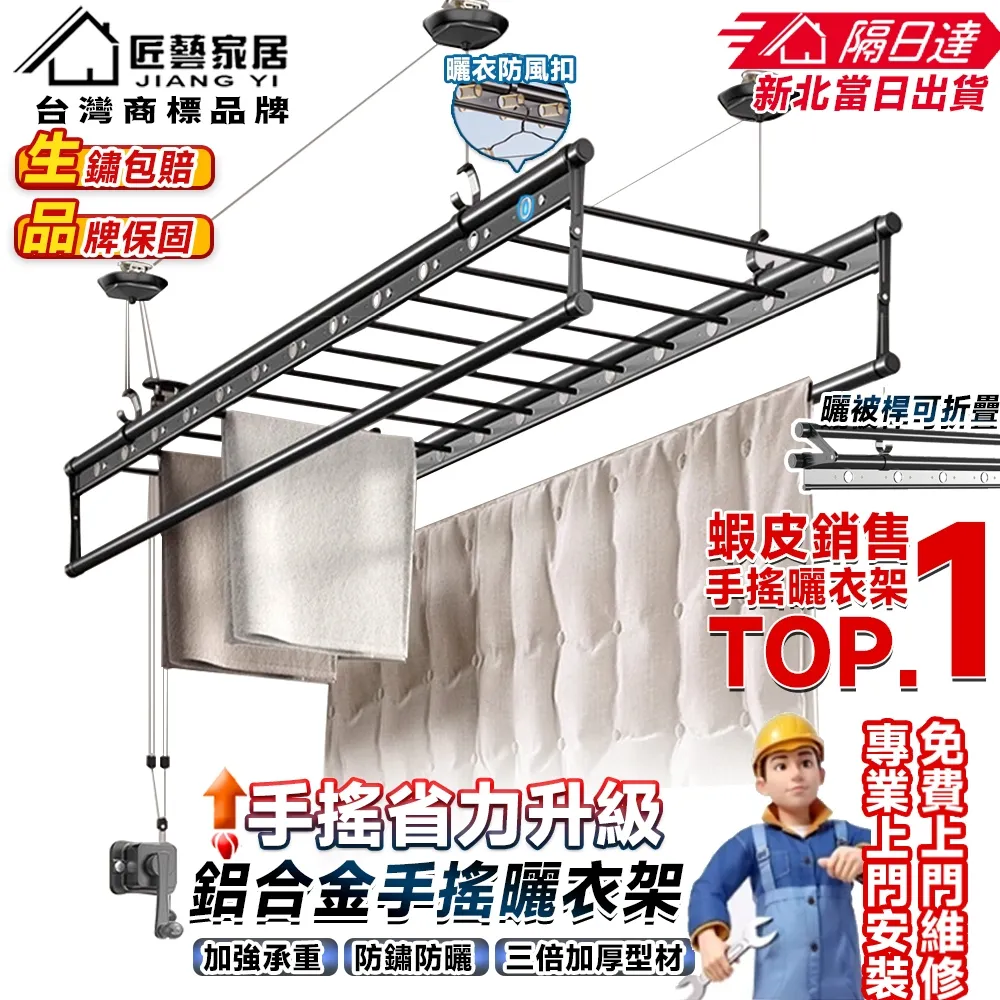 匠藝家居
JIANG YI
台灣商標品牌
生鏽包賠
品牌保固
曬衣防風扣
隔日達
新北當日出貨
曬被桿可折疊
蝦皮銷售
手搖曬衣架
TOP.1
免費上門維修
專業上門安裝
手搖省力升級
鋁合金手搖曬衣架
加強承重
防鏽防曬
三倍加厚型材